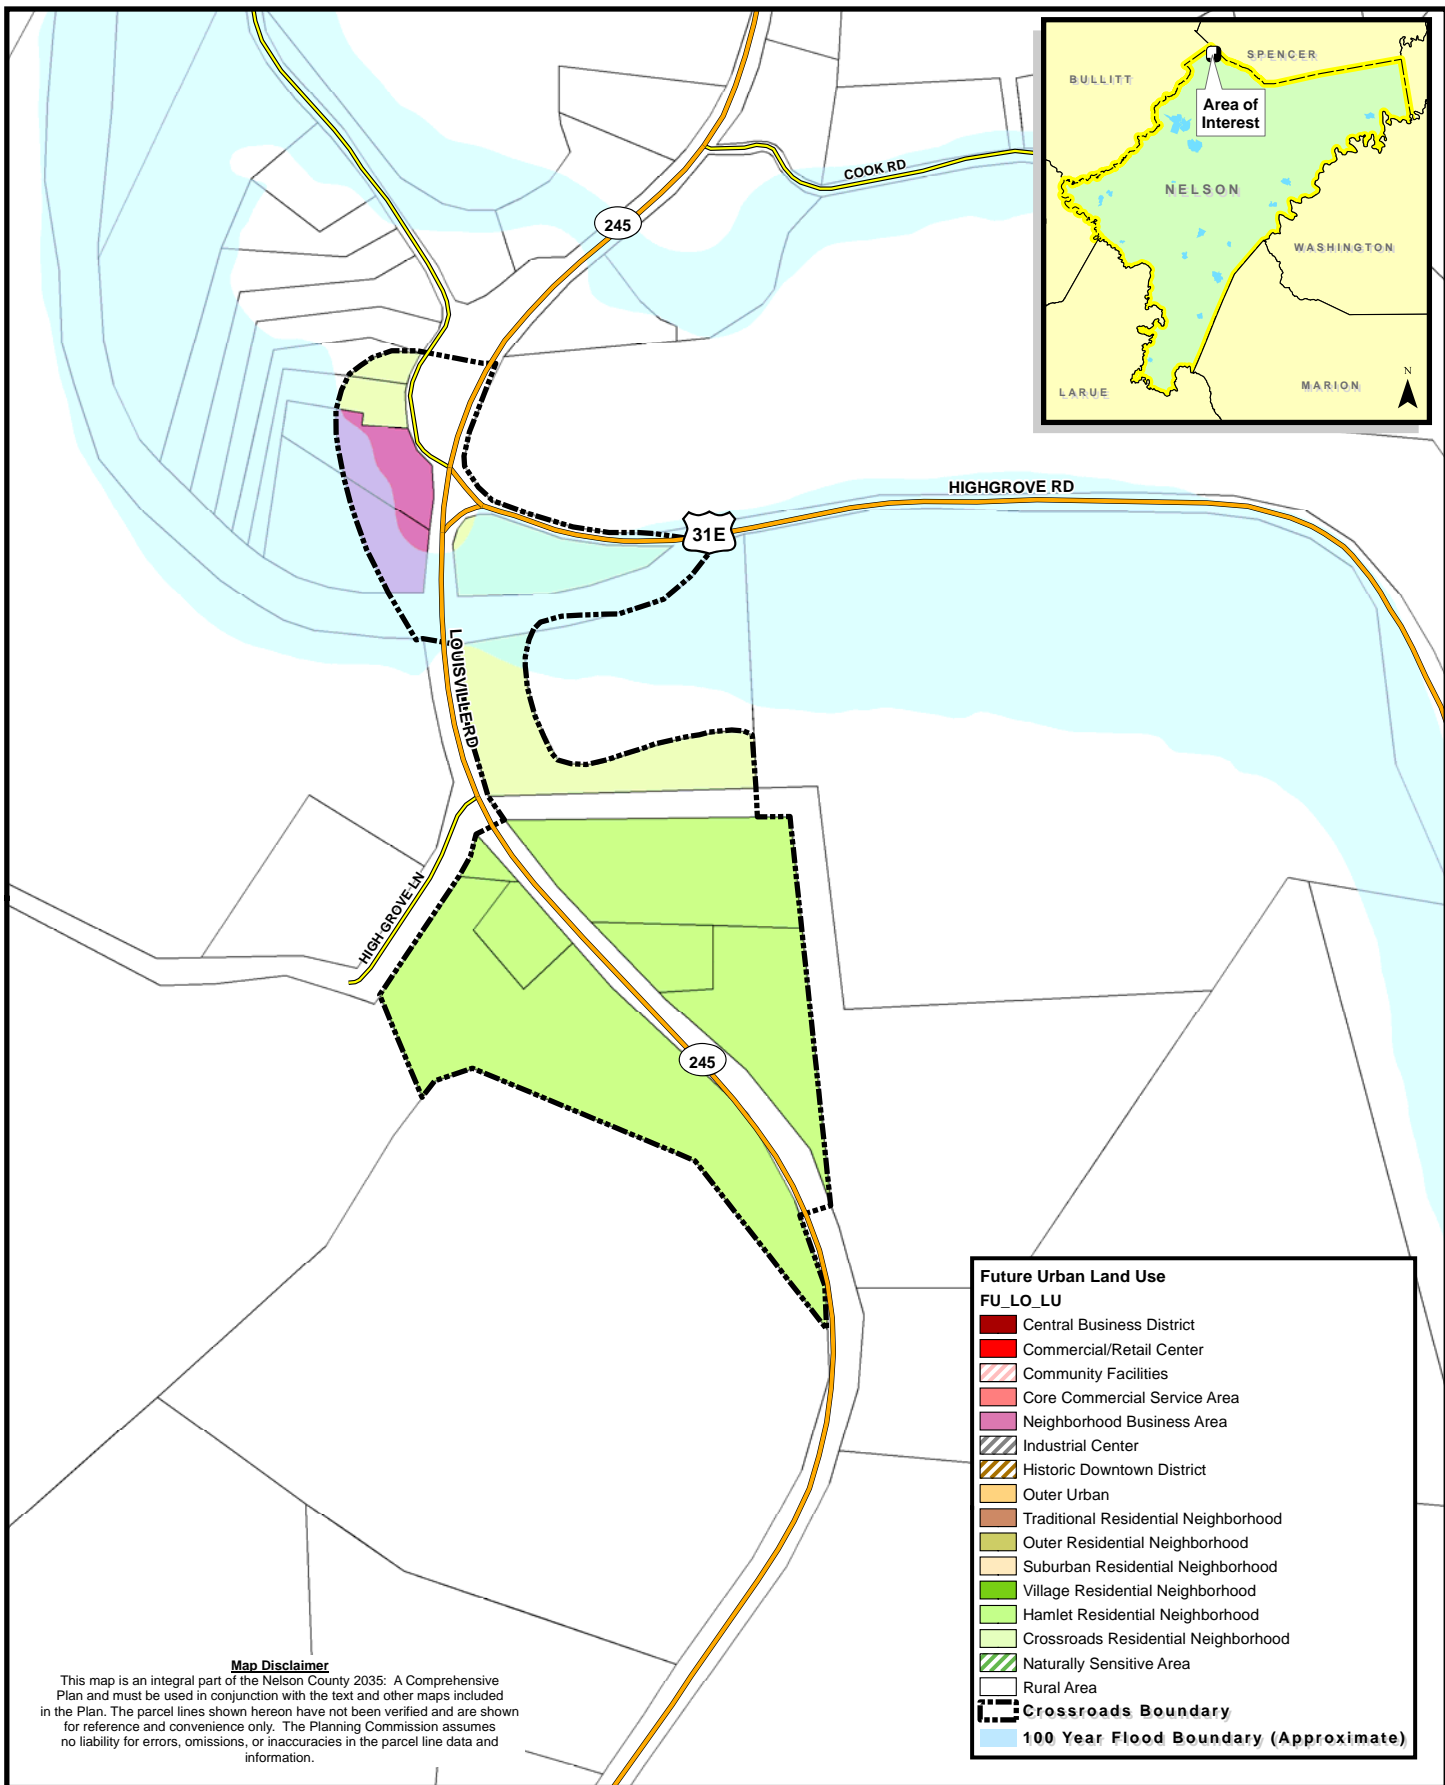 SPENCER
BULLITT
Area of
Interest
NELSON
WASHINGTON
MARION
LARUE
N
COOK RD
245
HIGHGROVE RD
31E
LOUISVILLE RD
HIGH GROVE LN
245
Future Urban Land Use
FU_LO_LU
Central Business District
Commercial/Retail Center
Community Facilities
Core Commercial Service Area
Neighborhood Business Area
Industrial Center
Historic Downtown District
Outer Urban
Traditional Residential Neighborhood
Outer Residential Neighborhood
Suburban Residential Neighborhood
Village Residential Neighborhood
Hamlet Residential Neighborhood
Crossroads Residential Neighborhood
Naturally Sensitive Area
Rural Area
Crossroads Boundary
100 Year Flood Boundary (Approximate)
Map Disclaimer
This map is an integral part of the Nelson County 2035: A Comprehensive
Plan and must be used in conjunction with the text and other maps included
in the Plan. The parcel lines shown hereon have not been verified and are shown
for reference and convenience only. The Planning Commission assumes
no liability for errors, omissions, or inaccuracies in the parcel line data and
information.